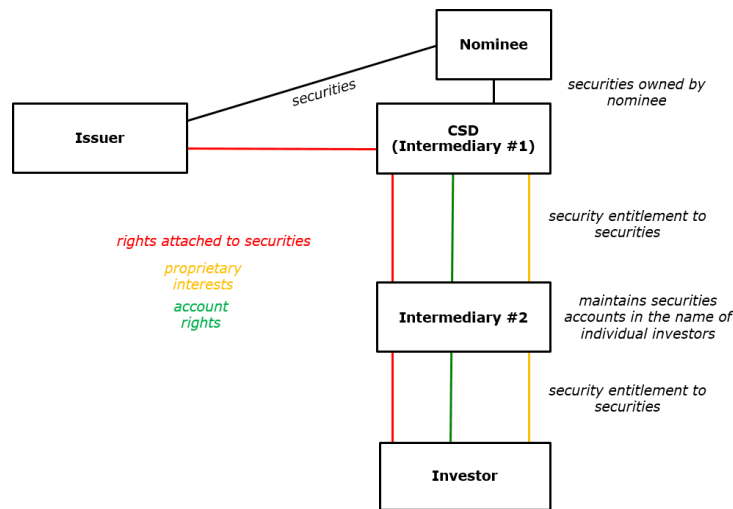 Nominee
securities
securities owned by
nominee
Issuer
CSD
(Intermediary #1)
rights attached to securities
proprietary
interests
account
rights
security entitlement to
securities
Intermediary #2
maintains securities
accounts in the name of
individual investors
security entitlement to
securities
Investor